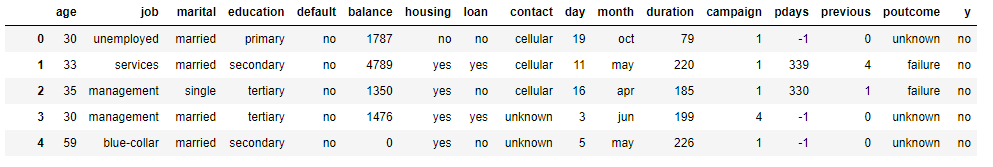 age job marital education default balance housing loan contact day month duration campaign pdays previous poutcome y
0 30 unemployed married primary no 1787 no no cellular 19 oct 79 1 -1 0 unknown no
1 33 services married secondary no 4789 yes yes cellular 11 may 220 1 339 4 failure no
2 35 management single tertiary no 1350 yes no cellular 16 apr 185 1 330 1 failure no
3 30 management married tertiary no 1476 yes yes unknown 3 jun 199 4 -1 0 unknown no
4 59 blue-collar married secondary no 0 yes no unknown 5 may 226 1 -1 0 unknown no